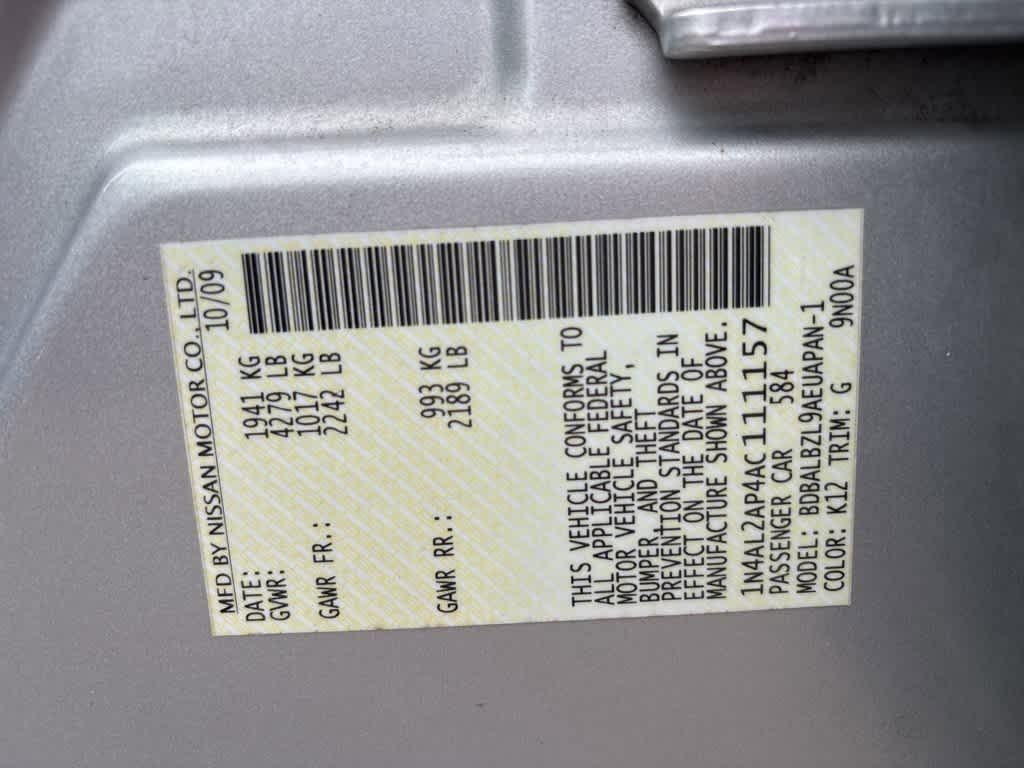 MFD BY NISSAN MOTOR CO., LTD.
DATE: 10/09
GVWR: 1941 KG
4279 LB
GAWR FR.: 1017 KG
2242 LB
GAWR RR.: 993 KG
2189 LB
THIS VEHICLE CONFORMS TO
ALL APPLICABLE FEDERAL
MOTOR VEHICLE SAFETY,
BUMPER, AND THEFT
PREVENTION STANDARDS IN
EFFECT ON THE DATE OF
MANUFACTURE SHOWN ABOVE.
1N4AL2AP4AC111157
PASSENGER CAR 584
MODEL: BDBALBZL9AEUAPAN-1
COLOR: K12 TRIM: G 9N00A